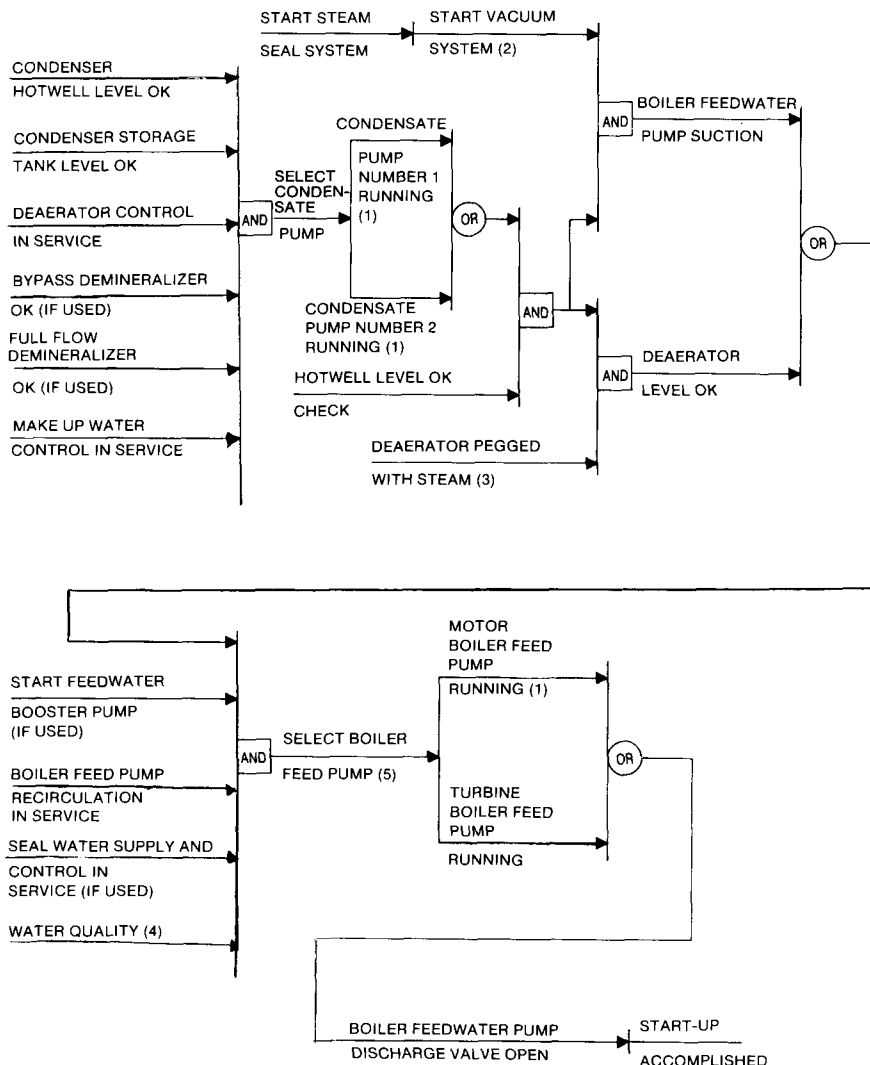 START STEAM
SEAL SYSTEM
START VACUUM
SYSTEM (2)
CONDENSER
HOTWELL LEVEL OK
CONDENSER STORAGE
TANK LEVEL OK
DEAERATOR CONTROL
IN SERVICE
BYPASS DEMINERALIZER
OK (IF USED)
FULL FLOW
DEMINERALIZER
OK (IF USED)
MAKE UP WATER
CONTROL IN SERVICE
AND
SELECT
CONDEN-
SATE
PUMP
CONDENSATE
PUMP
NUMBER 1
RUNNING
(1)
CONDENSATE
PUMP NUMBER 2
RUNNING (1)
OR
HOTWELL LEVEL OK
CHECK
AND
DEAERATOR PEGGED
WITH STEAM (3)
AND
BOILER FEEDWATER
PUMP SUCTION
AND
DEAERATOR
LEVEL OK
OR
START FEEDWATER
BOOSTER PUMP
(IF USED)
BOILER FEED PUMP
RECIRCULATION
IN SERVICE
SEAL WATER SUPPLY AND
CONTROL IN
SERVICE (IF USED)
WATER QUALITY (4)
AND
SELECT BOILER
FEED PUMP (5)
MOTOR
BOILER FEED
PUMP
RUNNING (1)
TURBINE
BOILER FEED
PUMP
RUNNING
OR
BOILER FEEDWATER PUMP
DISCHARGE VALVE OPEN
START-UP
ACCOMPLISHED